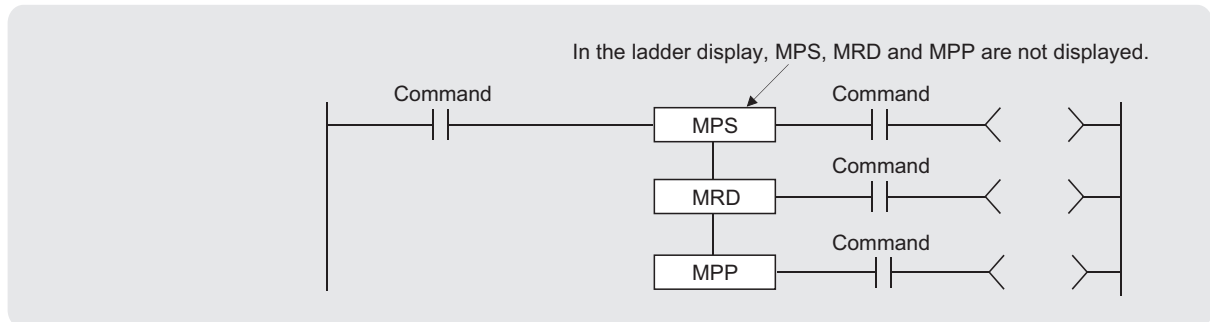 In the ladder display, MPS, MRD and MPP are not displayed.
Command
Command
MPS
Command
MRD
Command
MPP